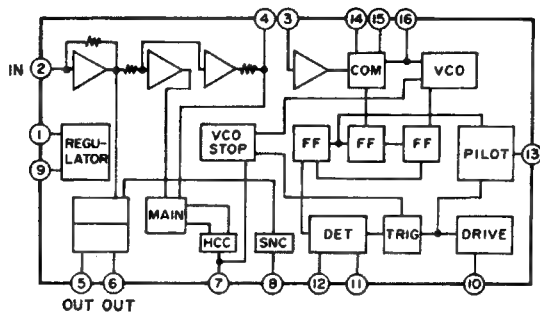 4 3 14 15 16
IN 2
COM
VCO
1
REGU-
LATOR
VCO
STOP
FF
FF
FF
PILOT
13
9
MAIN
HCC
SNC
DET
TRIG
DRIVE
5 6 7 8 12 11 10
OUT OUT